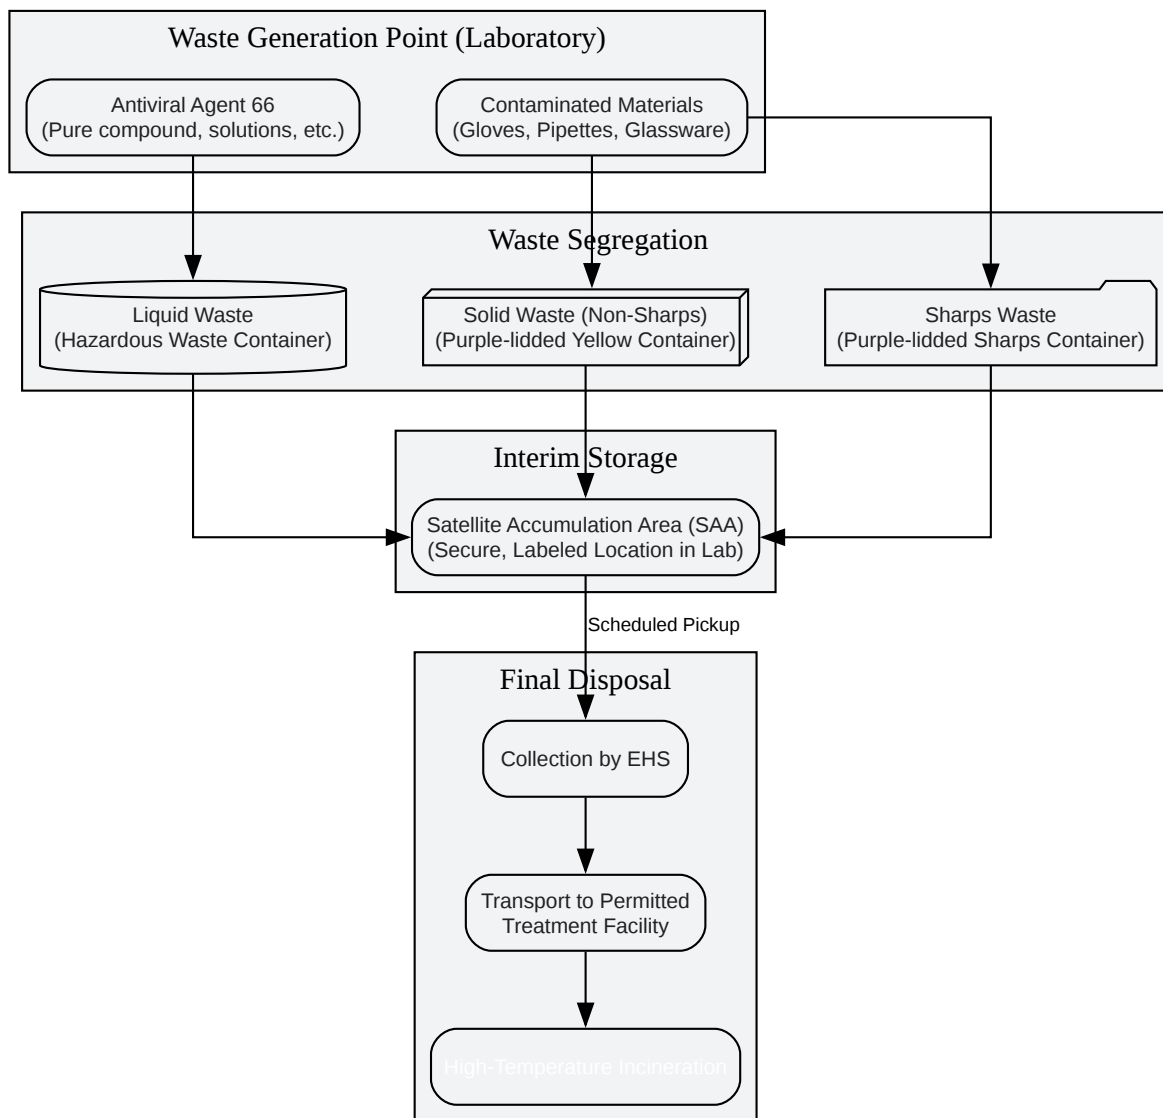 Waste Generation Point (Laboratory)
Antiviral Agent 66
(Pure compound, solutions, etc.)
Contaminated Materials
(Gloves, Pipettes, Glassware)
Waste Segregation
Liquid Waste
(Hazardous Waste Container)
Solid Waste (Non-Sharps)
(Purple-lidded Yellow Container)
Sharps Waste
(Purple-lidded Sharps Container)
Interim Storage
Satellite Accumulation Area (SAA)
(Secure, Labeled Location in Lab)
Scheduled Pickup
Final Disposal
Collection by EHS
Transport to Permitted
Treatment Facility
High-Temperature Incineration